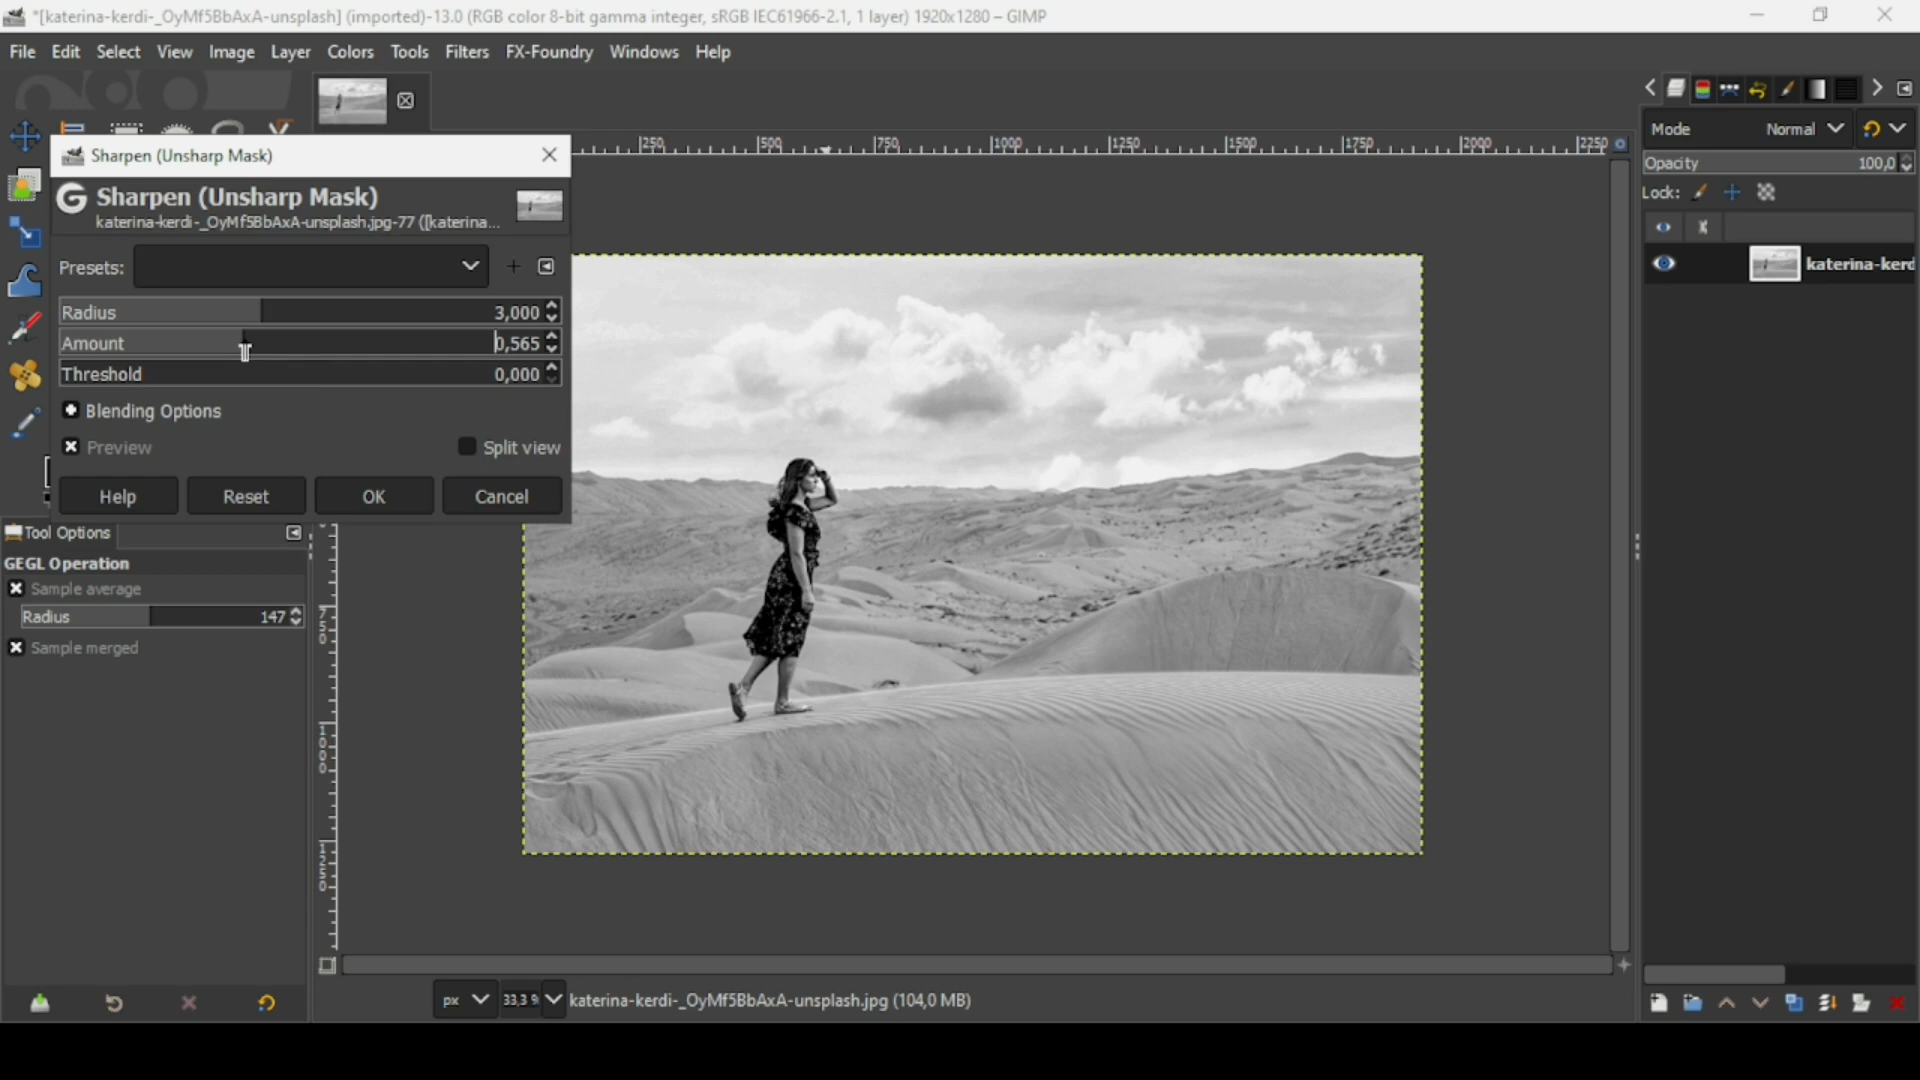 *[katerina-kerdi-_OyMf5BbAxA-unsplash] (imported)-13.0 (RGB color 8-bit gamma integer, sRGB IEC61966-2.1, 1 layer) 1920x1280 – GIMP
File Edit Select View Image Layer Colors Tools Filters FX-Foundry Windows Help
Mode Normal
Opacity 100,0
Lock:
250 500 750 1000 1250 1500 1750 2000 2250
Sharpen (Unsharp Mask)
Sharpen (Unsharp Mask)
katerina-kerdi-_OyMf5BbAxA-unsplash.jpg-77 ([katerina...
Presets:
Radius 3,000
Amount 0,565
Threshold 0,000
Blending Options
Preview Split view
Help Reset OK Cancel
katerina-kerd
Tool Options
GEGL Operation
Sample average
Radius 147
Sample merged
750
1000
1250
px 33,3 % katerina-kerdi-_OyMf5BbAxA-unsplash.jpg (104,0 MB)